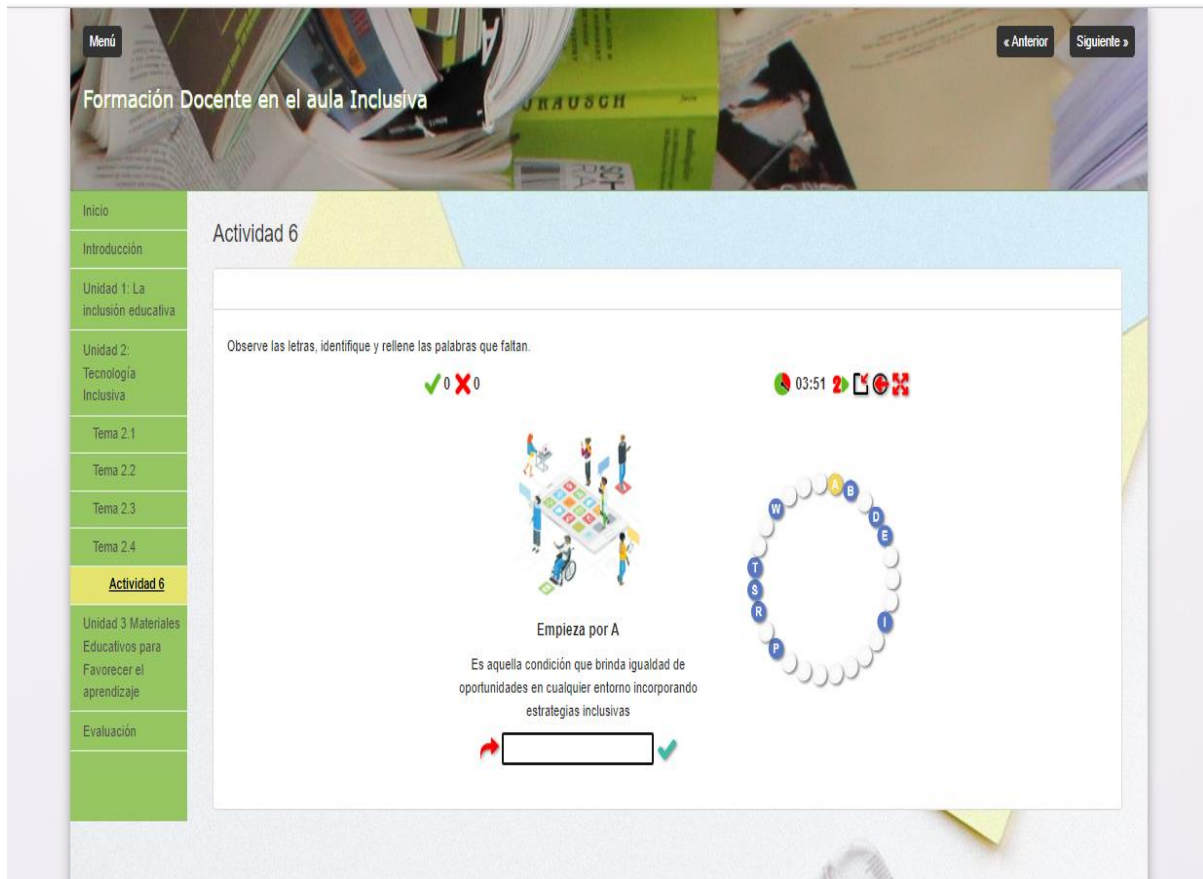 Menú
« Anterior
Siguiente »
Formación Docente en el aula Inclusiva
Inicio
Introducción
Unidad 1: La
inclusión educativa
Unidad 2:
Tecnología
Inclusiva
Tema 2.1
Tema 2.2
Tema 2.3
Tema 2.4
Actividad 6
Unidad 3 Materiales
Educativos para
Favorecer el
aprendizaje
Evaluación
Actividad 6
Observe las letras, identifique y rellene las palabras que faltan.
0 0
03:51 2
Empieza por A
Es aquella condición que brinda igualdad de
oportunidades en cualquier entorno incorporando
estrategias inclusivas
A
B
D
E
I
P
R
S
T
W